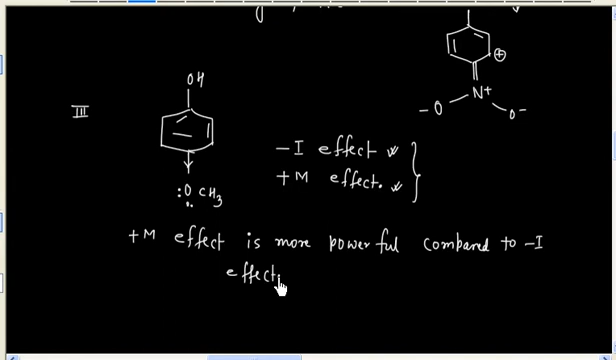 ⊕
N+
-O
O-
OH
III
:OCH3
-I effect
+M effect.
+M effect is more powerful compared to -I
effect.